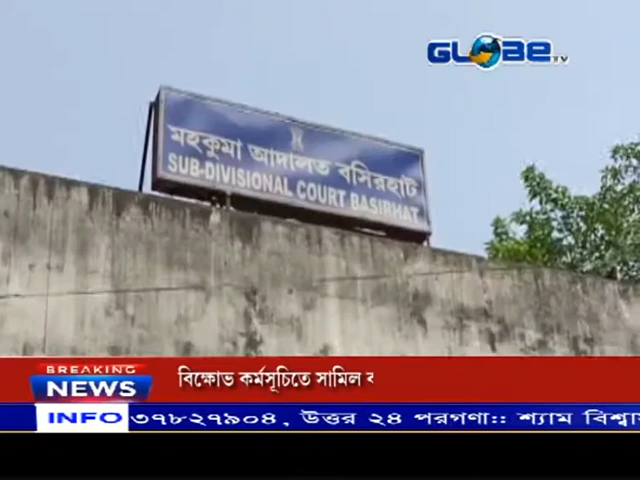 GLOBE TV
মহকুমা আদালত বসিরহাট
SUB-DIVISIONAL COURT BASIRHAT
BREAKING NEWS
বিক্ষোভ কর্মসূচিতে সামিল
INFO
৩৭৮২৭৯০৪, উত্তর ২৪ পরগণা:: শ্যাম বিশ্বাস